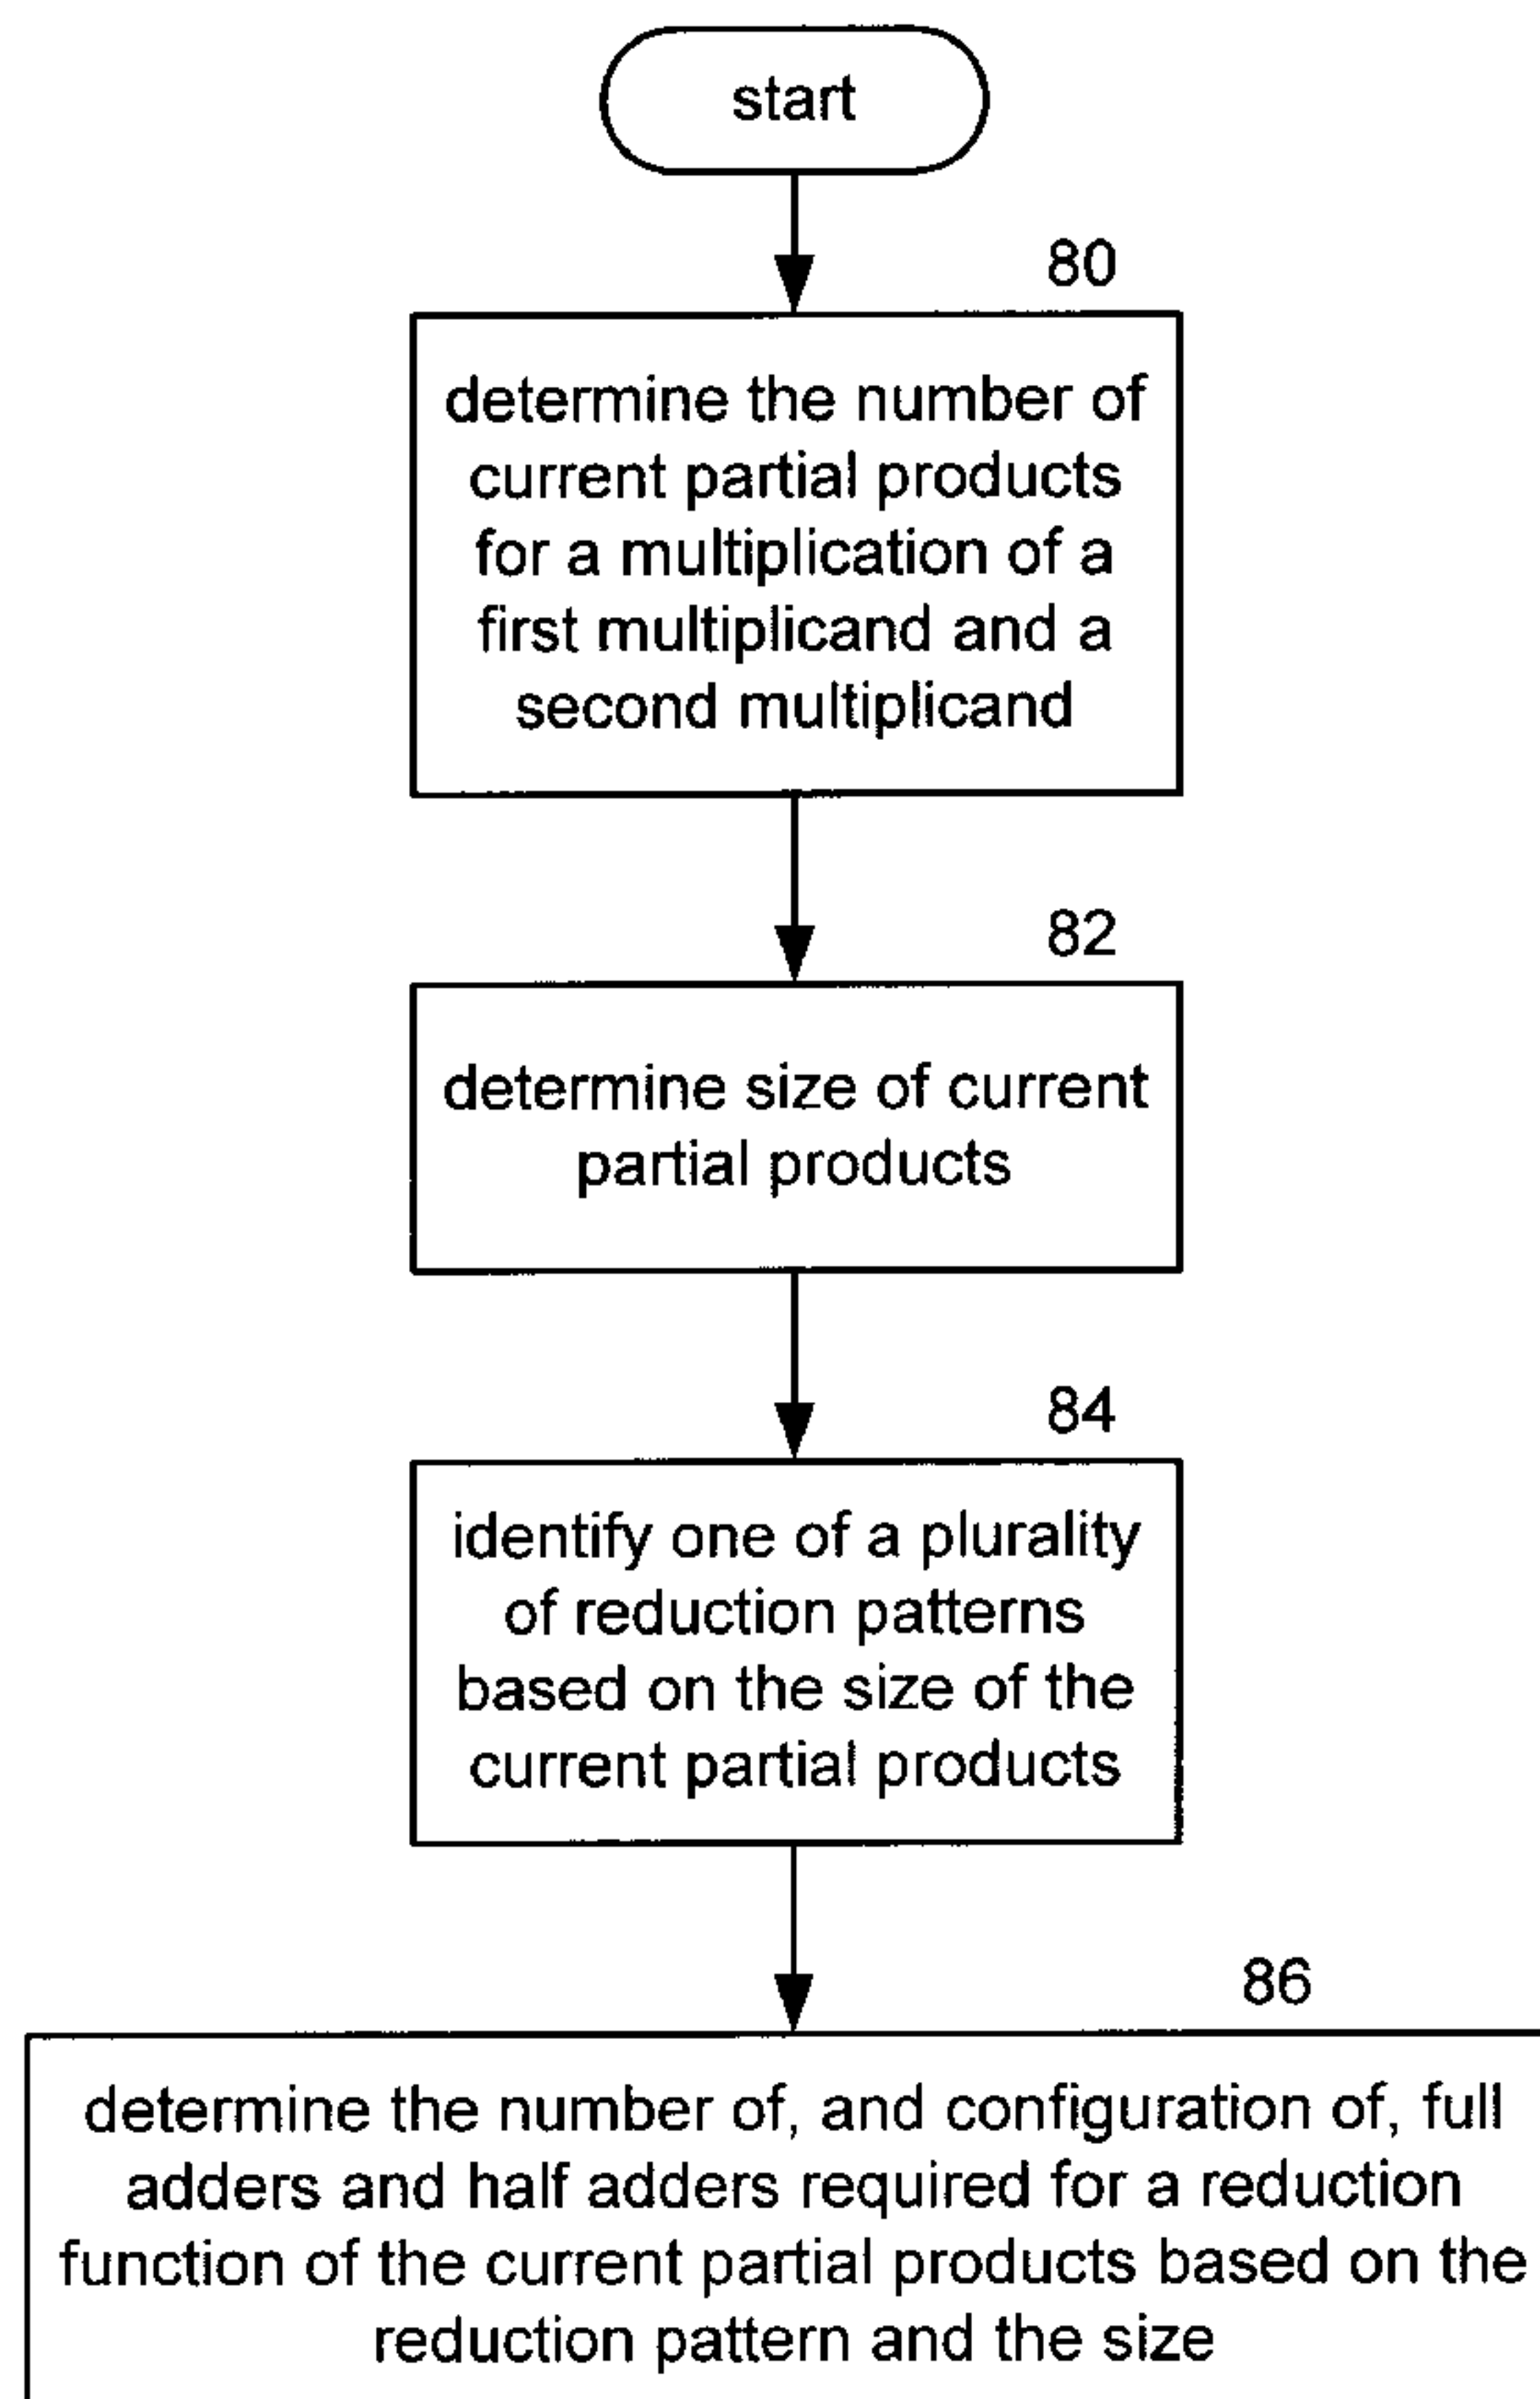 start
80
determine the number of
current partial products
for a multiplication of a
first multiplicand and a
second multiplicand
82
determine size of current
partial products
84
identify one of a plurality
of reduction patterns
based on the size of the
current partial products
86
determine the number of, and configuration of, full
adders and half adders required for a reduction
function of the current partial products based on the
reduction pattern and the size